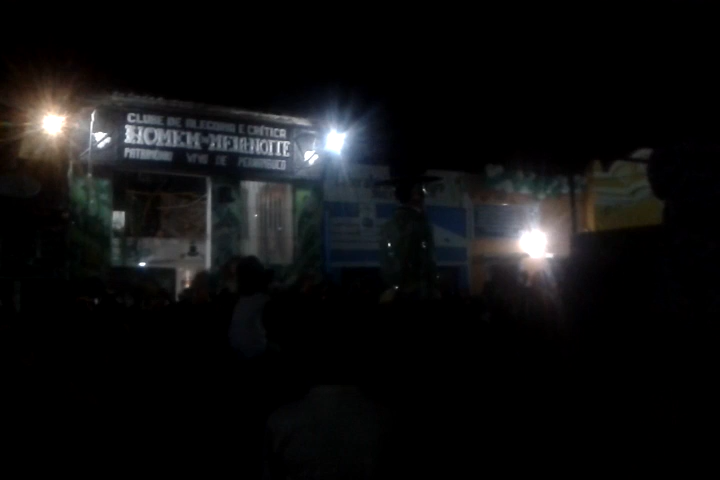 CLUBE DE ALEGORIA E CRÍTICA
HOMEM DA MEIA-NOITE
PATRIMÔNIO VIVO DE PERNAMBUCO